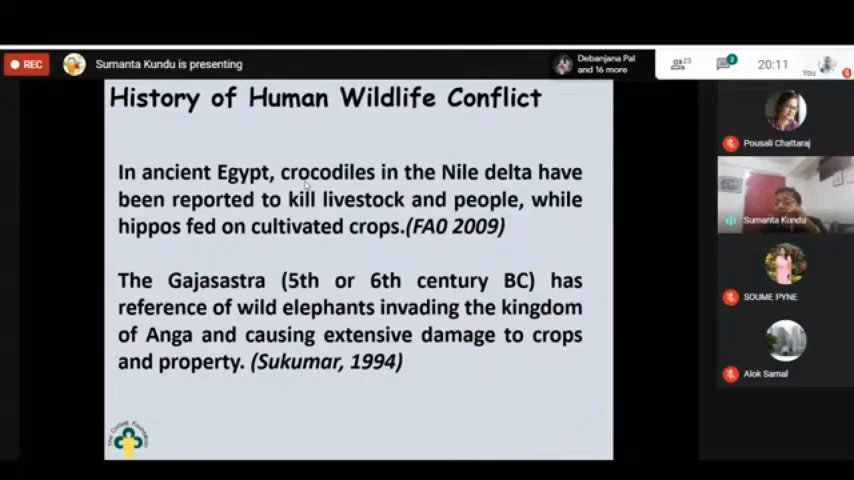 REC
Sumanta Kundu is presenting
Debanjana Pal
and 16 more
23
2
20:11
You
History of Human Wildlife Conflict
In ancient Egypt, crocodiles in the Nile delta have
been reported to kill livestock and people, while
hippos fed on cultivated crops.(FA0 2009)
The Gajasastra (5th or 6th century BC) has
reference of wild elephants invading the kingdom
of Anga and causing extensive damage to crops
and property. (Sukumar, 1994)
Pousali Chattaraj
Sumanta Kundu
SOUME PYNE
Alok Samal